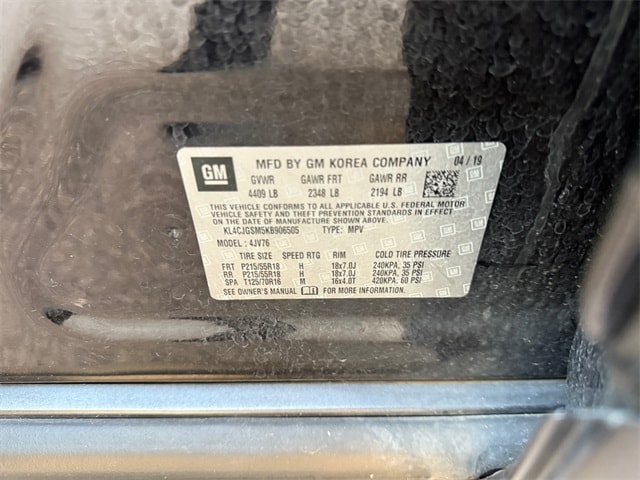 GM MFD BY GM KOREA COMPANY 04/19
GVWR GAWR FRT GAWR RR
4409 LB 2348 LB 2194 LB
THIS VEHICLE CONFORMS TO ALL APPLICABLE U.S. FEDERAL MOTOR
VEHICLE SAFETY AND THEFT PREVENTION STANDARDS IN EFFECT ON
THE DATE OF MANUFACTURE SHOWN ABOVE.
KL4CJGSM5KB906505 TYPE: MPV
MODEL: 4JV76
TIRE SIZE SPEED RTG RIM COLD TIRE PRESSURE
FRT P215/55R18 H 18x7.0J 240KPA, 35 PSI
RR P215/55R18 H 18x7.0J 240KPA, 35 PSI
SPA T125/70R16 M 16x4.0T 420KPA, 60 PSI
SEE OWNER'S MANUAL FOR MORE INFORMATION.